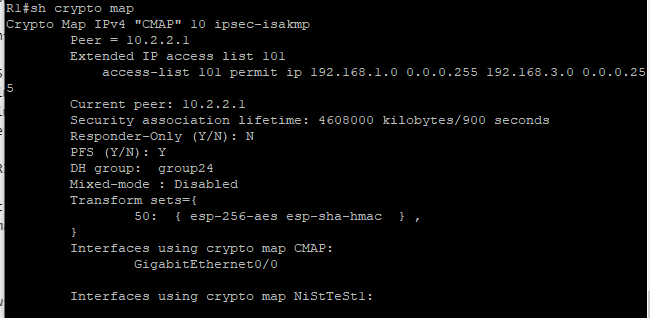 R1#sh crypto map
Crypto Map IPv4 "CMAP" 10 ipsec-isakmp
Peer = 10.2.2.1
Extended IP access list 101
access-list 101 permit ip 192.168.1.0 0.0.0.255 192.168.3.0 0.0.0.25
5
Current peer: 10.2.2.1
Security association lifetime: 4608000 kilobytes/900 seconds
Responder-Only (Y/N): N
PFS (Y/N): Y
DH group:  group24
Mixed-mode : Disabled
Transform sets={
50:  { esp-256-aes esp-sha-hmac  } ,
}
Interfaces using crypto map CMAP:
GigabitEthernet0/0
Interfaces using crypto map NiStTeSt1: